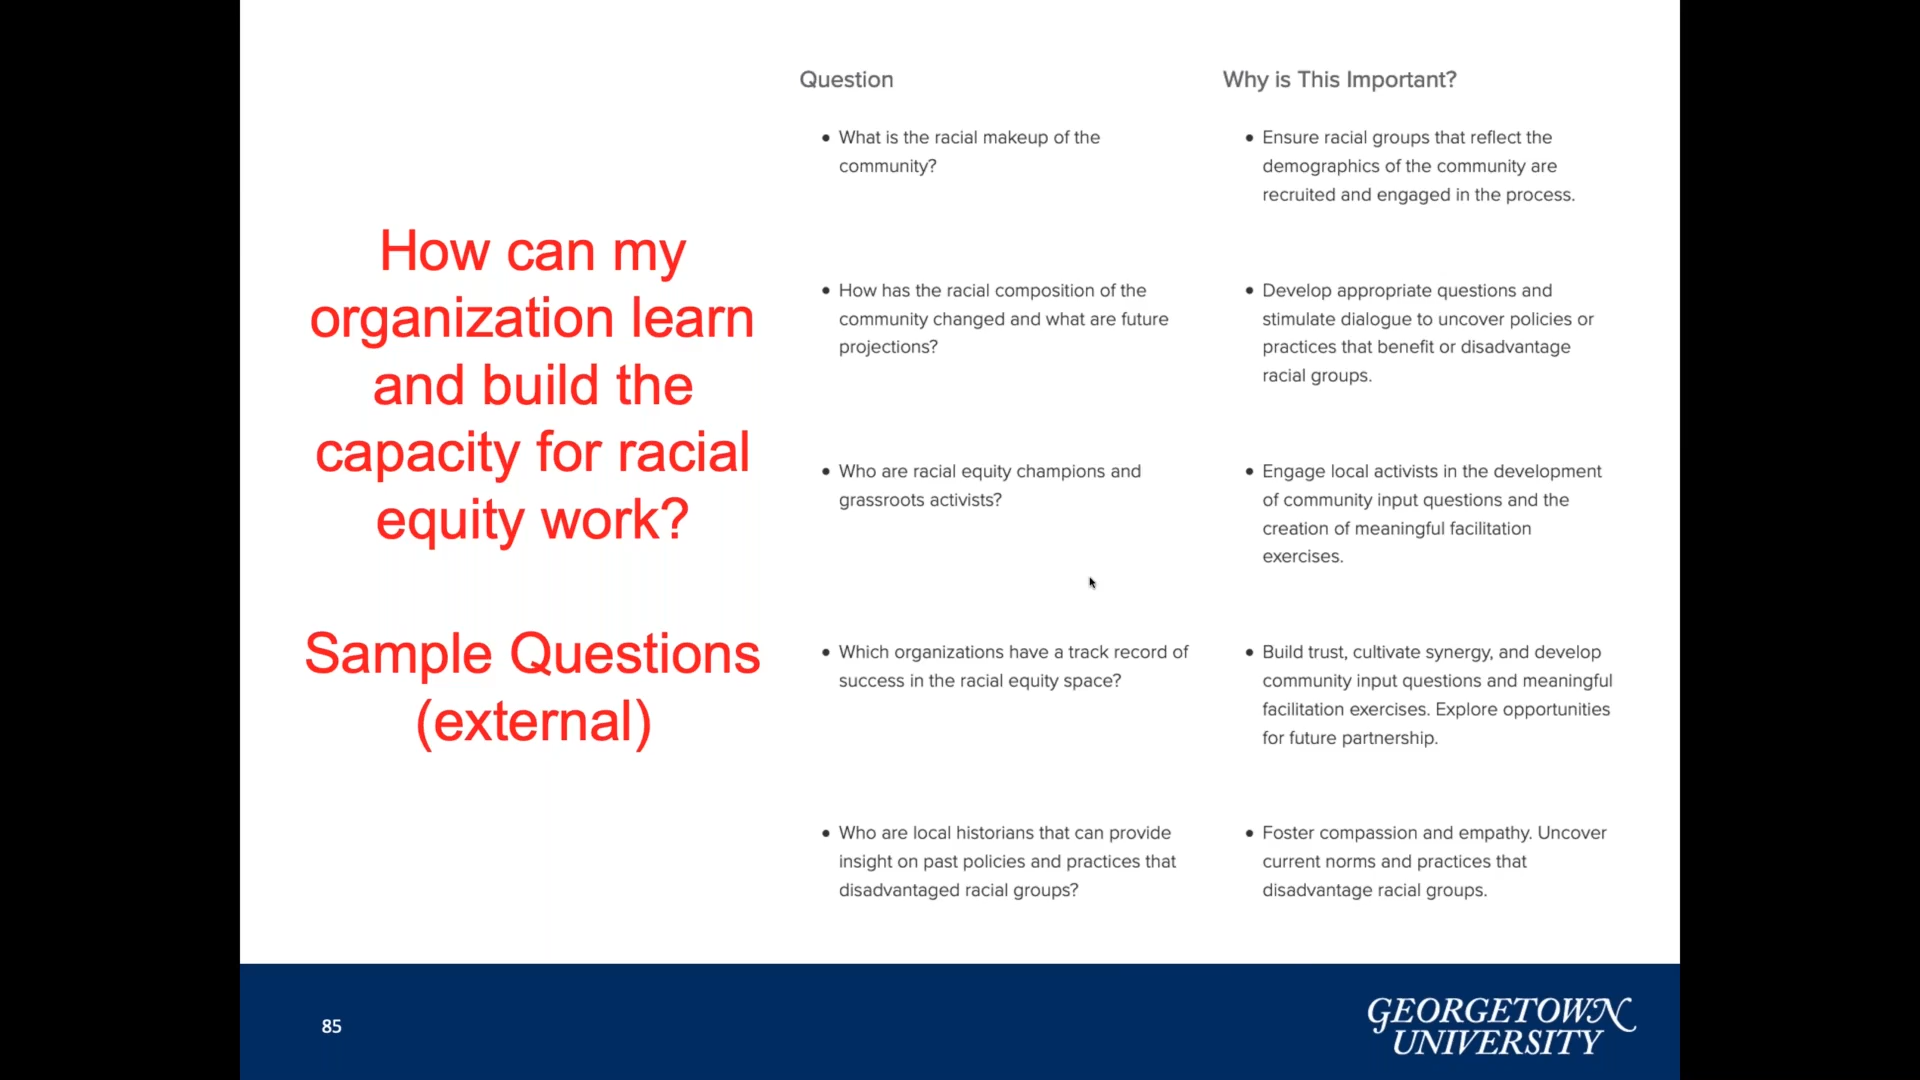 How can my
organization learn
and build the
capacity for racial
equity work?
Sample Questions
(external)
Question
Why is This Important?
• What is the racial makeup of the
community?
• Ensure racial groups that reflect the
demographics of the community are
recruited and engaged in the process.
• How has the racial composition of the
community changed and what are future
projections?
• Develop appropriate questions and
stimulate dialogue to uncover policies or
practices that benefit or disadvantage
racial groups.
• Who are racial equity champions and
grassroots activists?
• Engage local activists in the development
of community input questions and the
creation of meaningful facilitation
exercises.
• Which organizations have a track record of
success in the racial equity space?
• Build trust, cultivate synergy, and develop
community input questions and meaningful
facilitation exercises. Explore opportunities
for future partnership.
• Who are local historians that can provide
insight on past policies and practices that
disadvantaged racial groups?
• Foster compassion and empathy. Uncover
current norms and practices that
disadvantage racial groups.
85
GEORGETOWN
UNIVERSITY